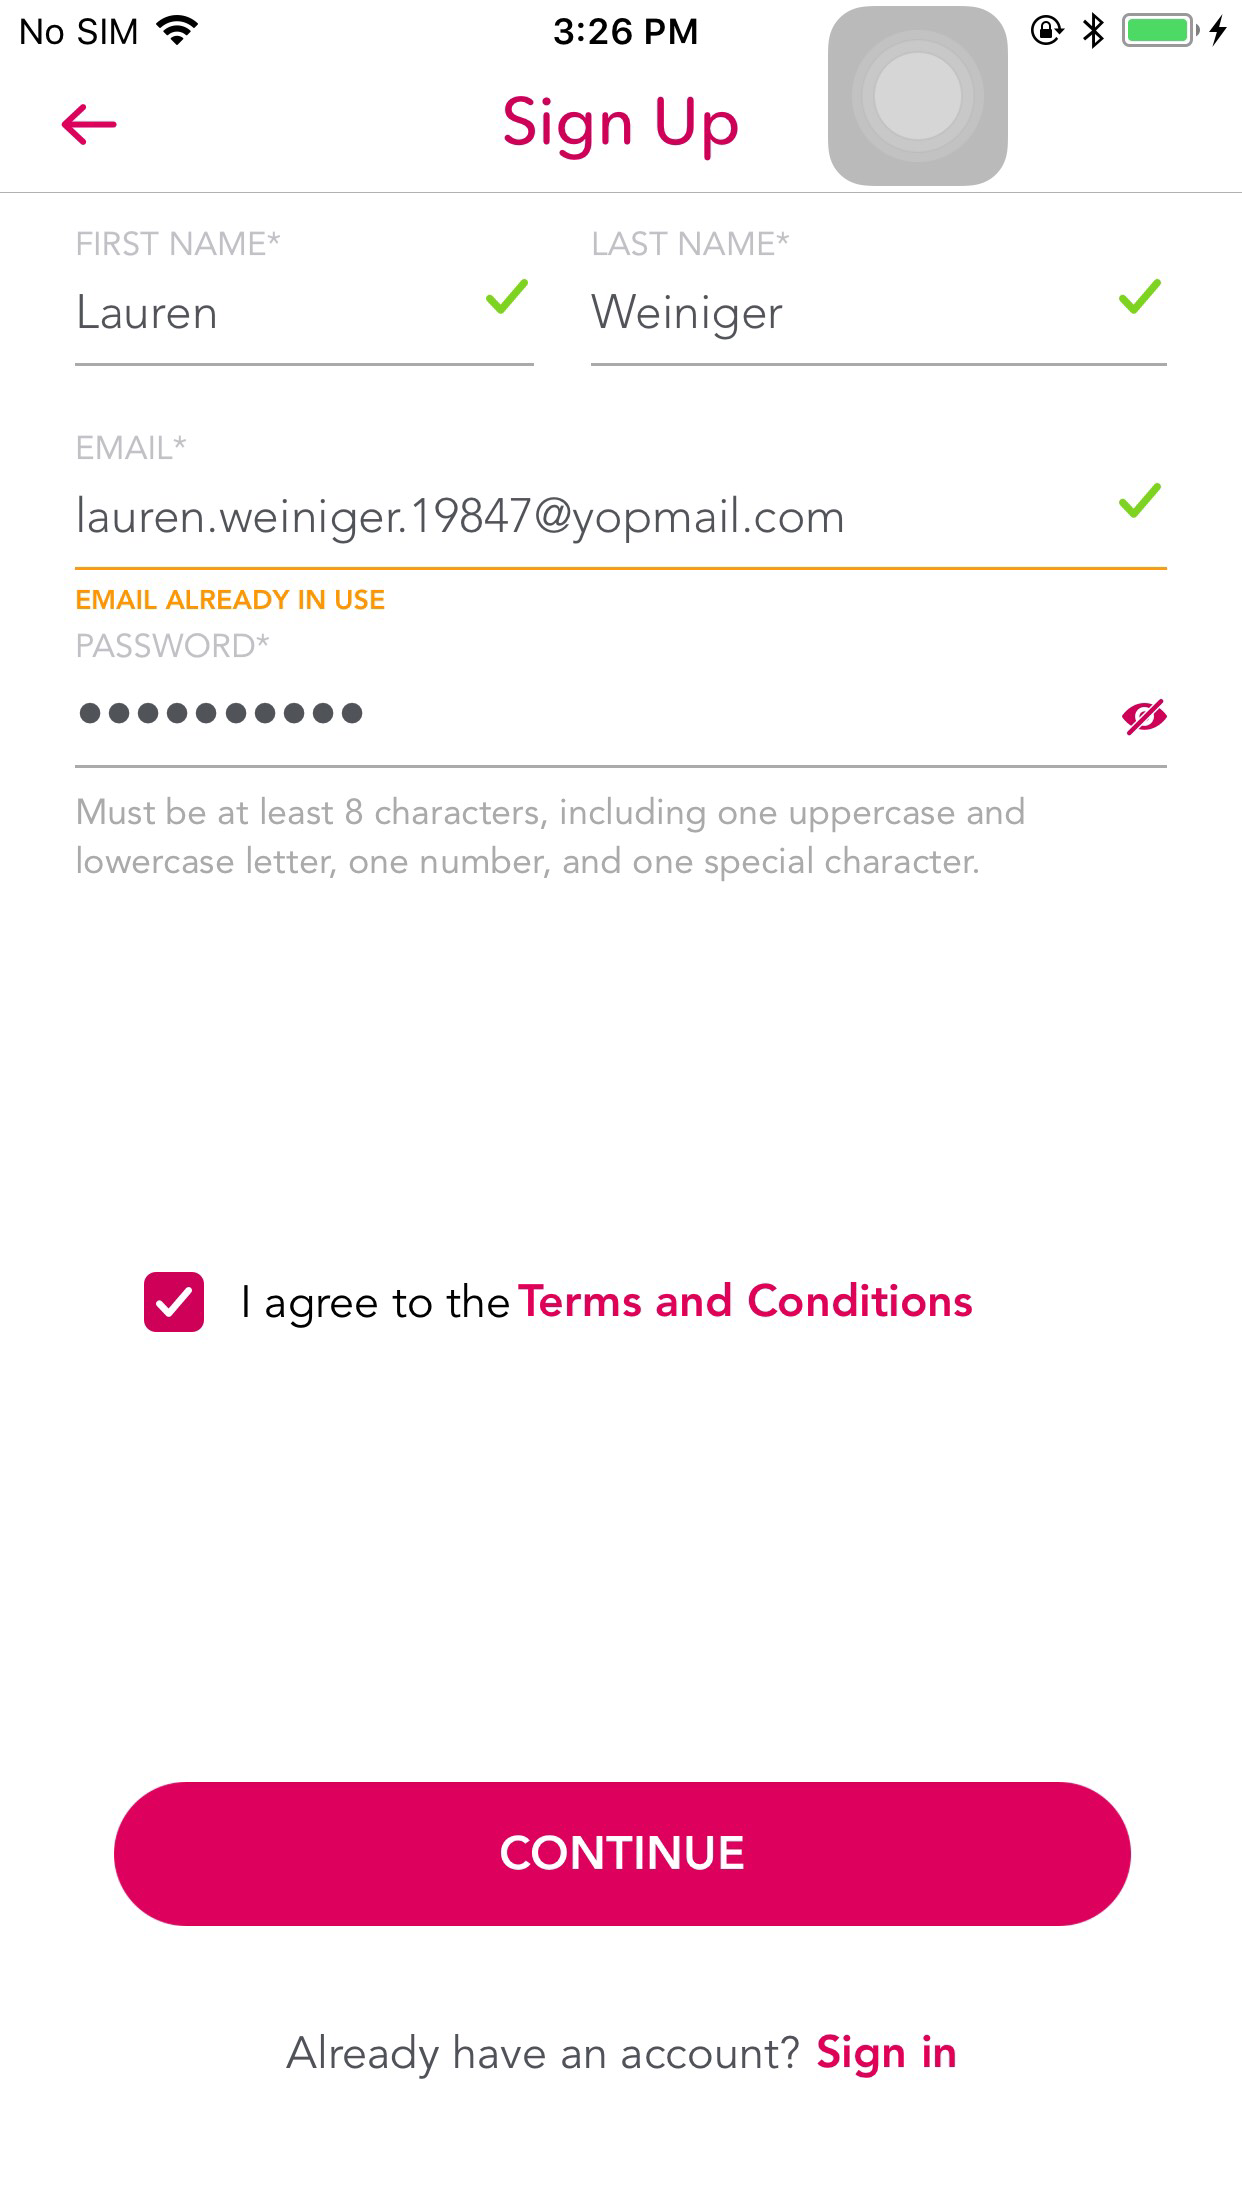 No SIM 3:26 PM
Sign Up
FIRST NAME* LAST NAME*
Lauren Weiniger
EMAIL*
lauren.weiniger.19847@yopmail.com
EMAIL ALREADY IN USE
PASSWORD*
●●●●●●●●●●
Must be at least 8 characters, including one uppercase and
lowercase letter, one number, and one special character.
I agree to the Terms and Conditions
CONTINUE
Already have an account? Sign in